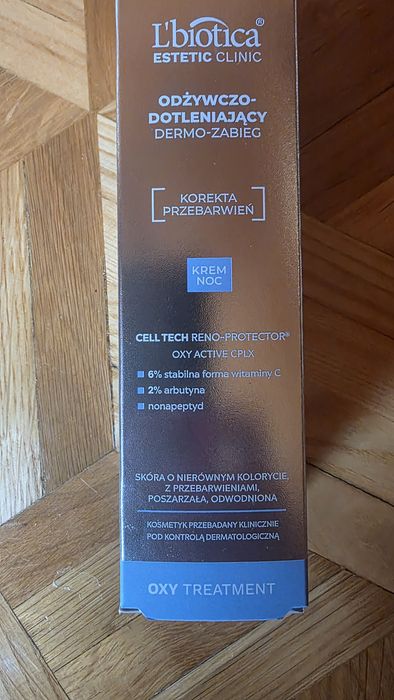 L'biotica®
ESTETIC CLINIC
ODŻYWCZO-
DOTLENIAJĄCY
DERMO-ZABIEG
KOREKTA
PRZEBARWIEŃ
KREM
NOC
CELL TECH RENO-PROTECTOR®
OXY ACTIVE CPLX
6% stabilna forma witaminy C
2% arbutyna
nonapeptyd
SKÓRA O NIERÓWNYM KOLORYCIE,
Z PRZEBARWIENIAMI,
POSZARZAŁA, ODWODNIONA
KOSMETYK PRZEBADANY KLINICZNIE
POD KONTROLĄ DERMATOLOGICZNĄ
OXY TREATMENT